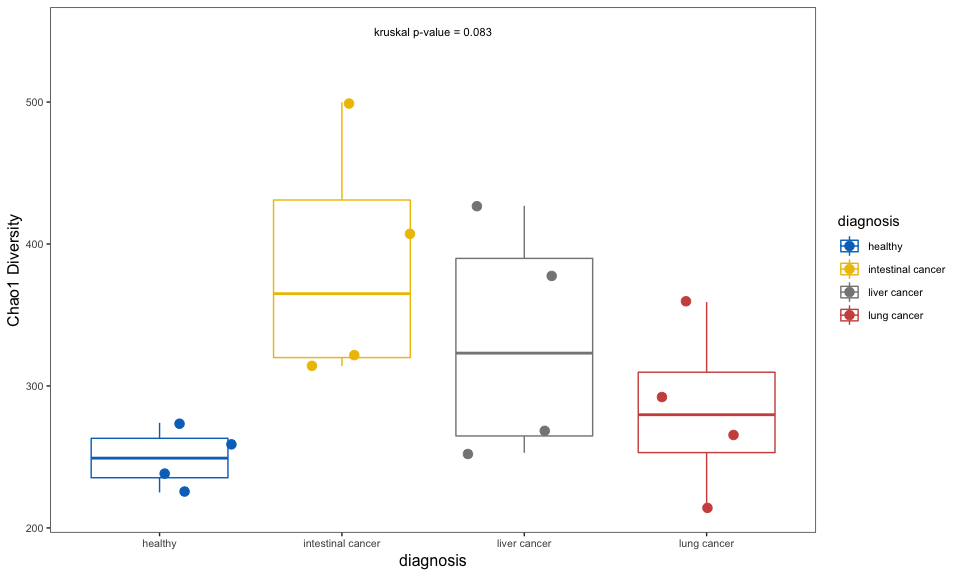 kruskal p-value = 0.083
Chao1 Diversity
500
400
300
200
healthy
intestinal cancer
liver cancer
lung cancer
diagnosis
diagnosis
healthy
intestinal cancer
liver cancer
lung cancer